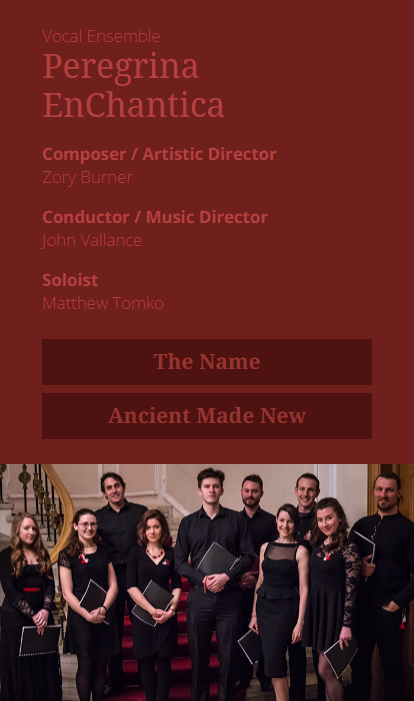 Vocal Ensemble
Peregrina
EnChantica
Composer / Artistic Director
Zory Burner
Conductor / Music Director
John Vallance
Soloist
Matthew Tomko
The Name
Ancient Made New